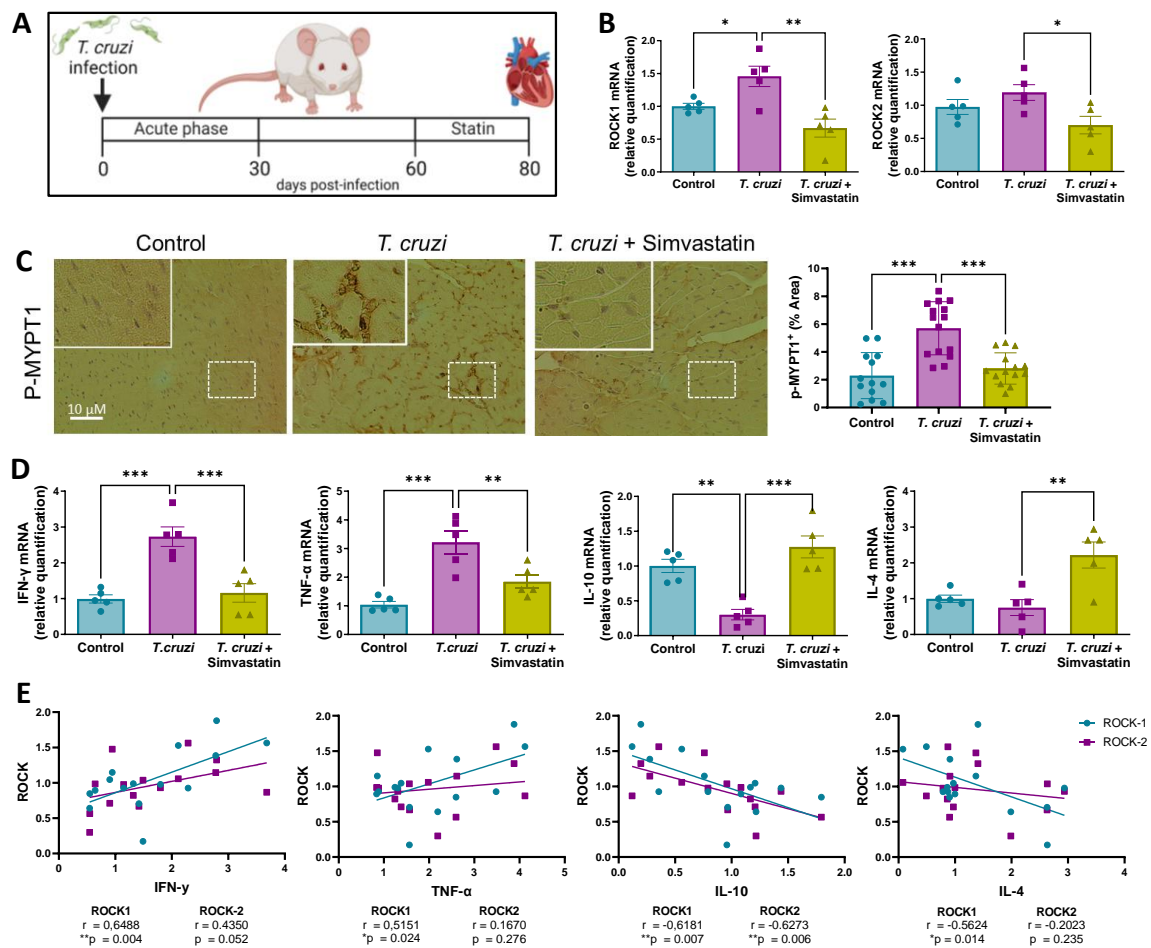 A
T. cruzi
infection
Acute phase
Statin
0
30
60
80
days post-infection
B
ROCK1 mRNA
(relative quantification)
2.0
1.5
1.0
0.5
0.0
*
**
Control
T. cruzi
T. cruzi +
Simvastatin
ROCK2 mRNA
(relative quantification)
2.0
1.5
1.0
0.5
0.0
*
Control
T. cruzi
T. cruzi +
Simvastatin
C
Control
T. cruzi
T. cruzi + Simvastatin
P-MYPT1
10 µM
p-MYPT1+ (% Area)
10
8
6
4
2
0
***
***
Control
T. cruzi
T. cruzi +
Simvastatin
D
IFN-γ mRNA
(relative quantification)
4
3
2
1
0
***
***
Control
T.cruzi
T. cruzi +
Simvastatin
TNF-α mRNA
(relative quantification)
5
4
3
2
1
0
***
**
Control
T.cruzi
T. cruzi +
Simvastatin
IL-10 mRNA
(relative quantification)
2.0
1.5
1.0
0.5
0.0
**
***
Control
T. cruzi
T. cruzi +
Simvastatin
IL-4 mRNA
(relative quantification)
4
3
2
1
0
**
Control
T. cruzi
T. cruzi +
Simvastatin
E
ROCK
2.0
1.5
1.0
0.5
0.0
0 1 2 3 4
IFN-y
ROCK1 ROCK-2
r = 0,6488 r = 0.4350
**p = 0.004 p = 0.052
ROCK
2.0
1.5
1.0
0.5
0.0
0 1 2 3 4 5
TNF-α
ROCK1 ROCK2
r = 0,5151 r = 0.1670
*p = 0.024 p = 0.276
ROCK
2.0
1.5
1.0
0.5
0.0
0.0 0.5 1.0 1.5 2.0
IL-10
ROCK1 ROCK2
r = -0,6181 r = -0.6273
**p = 0.007 **p = 0.006
ROCK
2.0
1.5
1.0
0.5
0.0
0 1 2 3 4
IL-4
ROCK1 ROCK2
r = -0.5624 r = -0.2023
*p = 0.014 p = 0.235
ROCK-1
ROCK-2